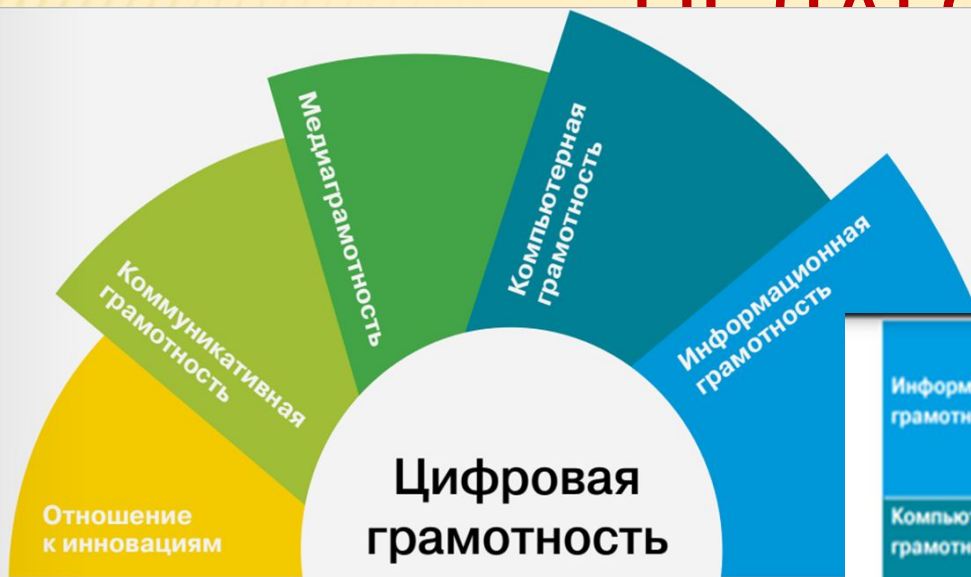 Медиаграмотность
Компьютерная
грамотность
Коммуникативная
грамотность
Информационная
грамотность
Отношение
к инновациям
Цифровая
грамотность